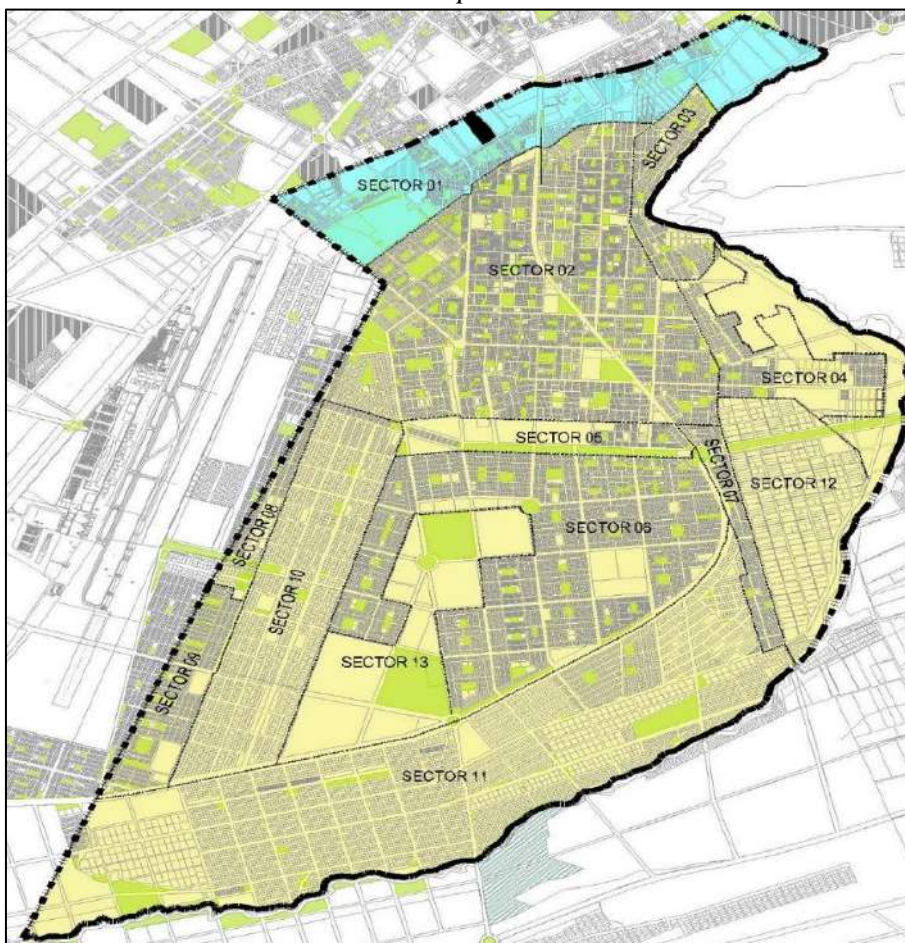 SECTOR 01
SECTOR 03
SECTOR 02
SECTOR 04
SECTOR 05
SECTOR 07
SECTOR 12
SECTOR 06
SECTOR 08
SECTOR 10
SECTOR 13
SECTOR 09
SECTOR 11